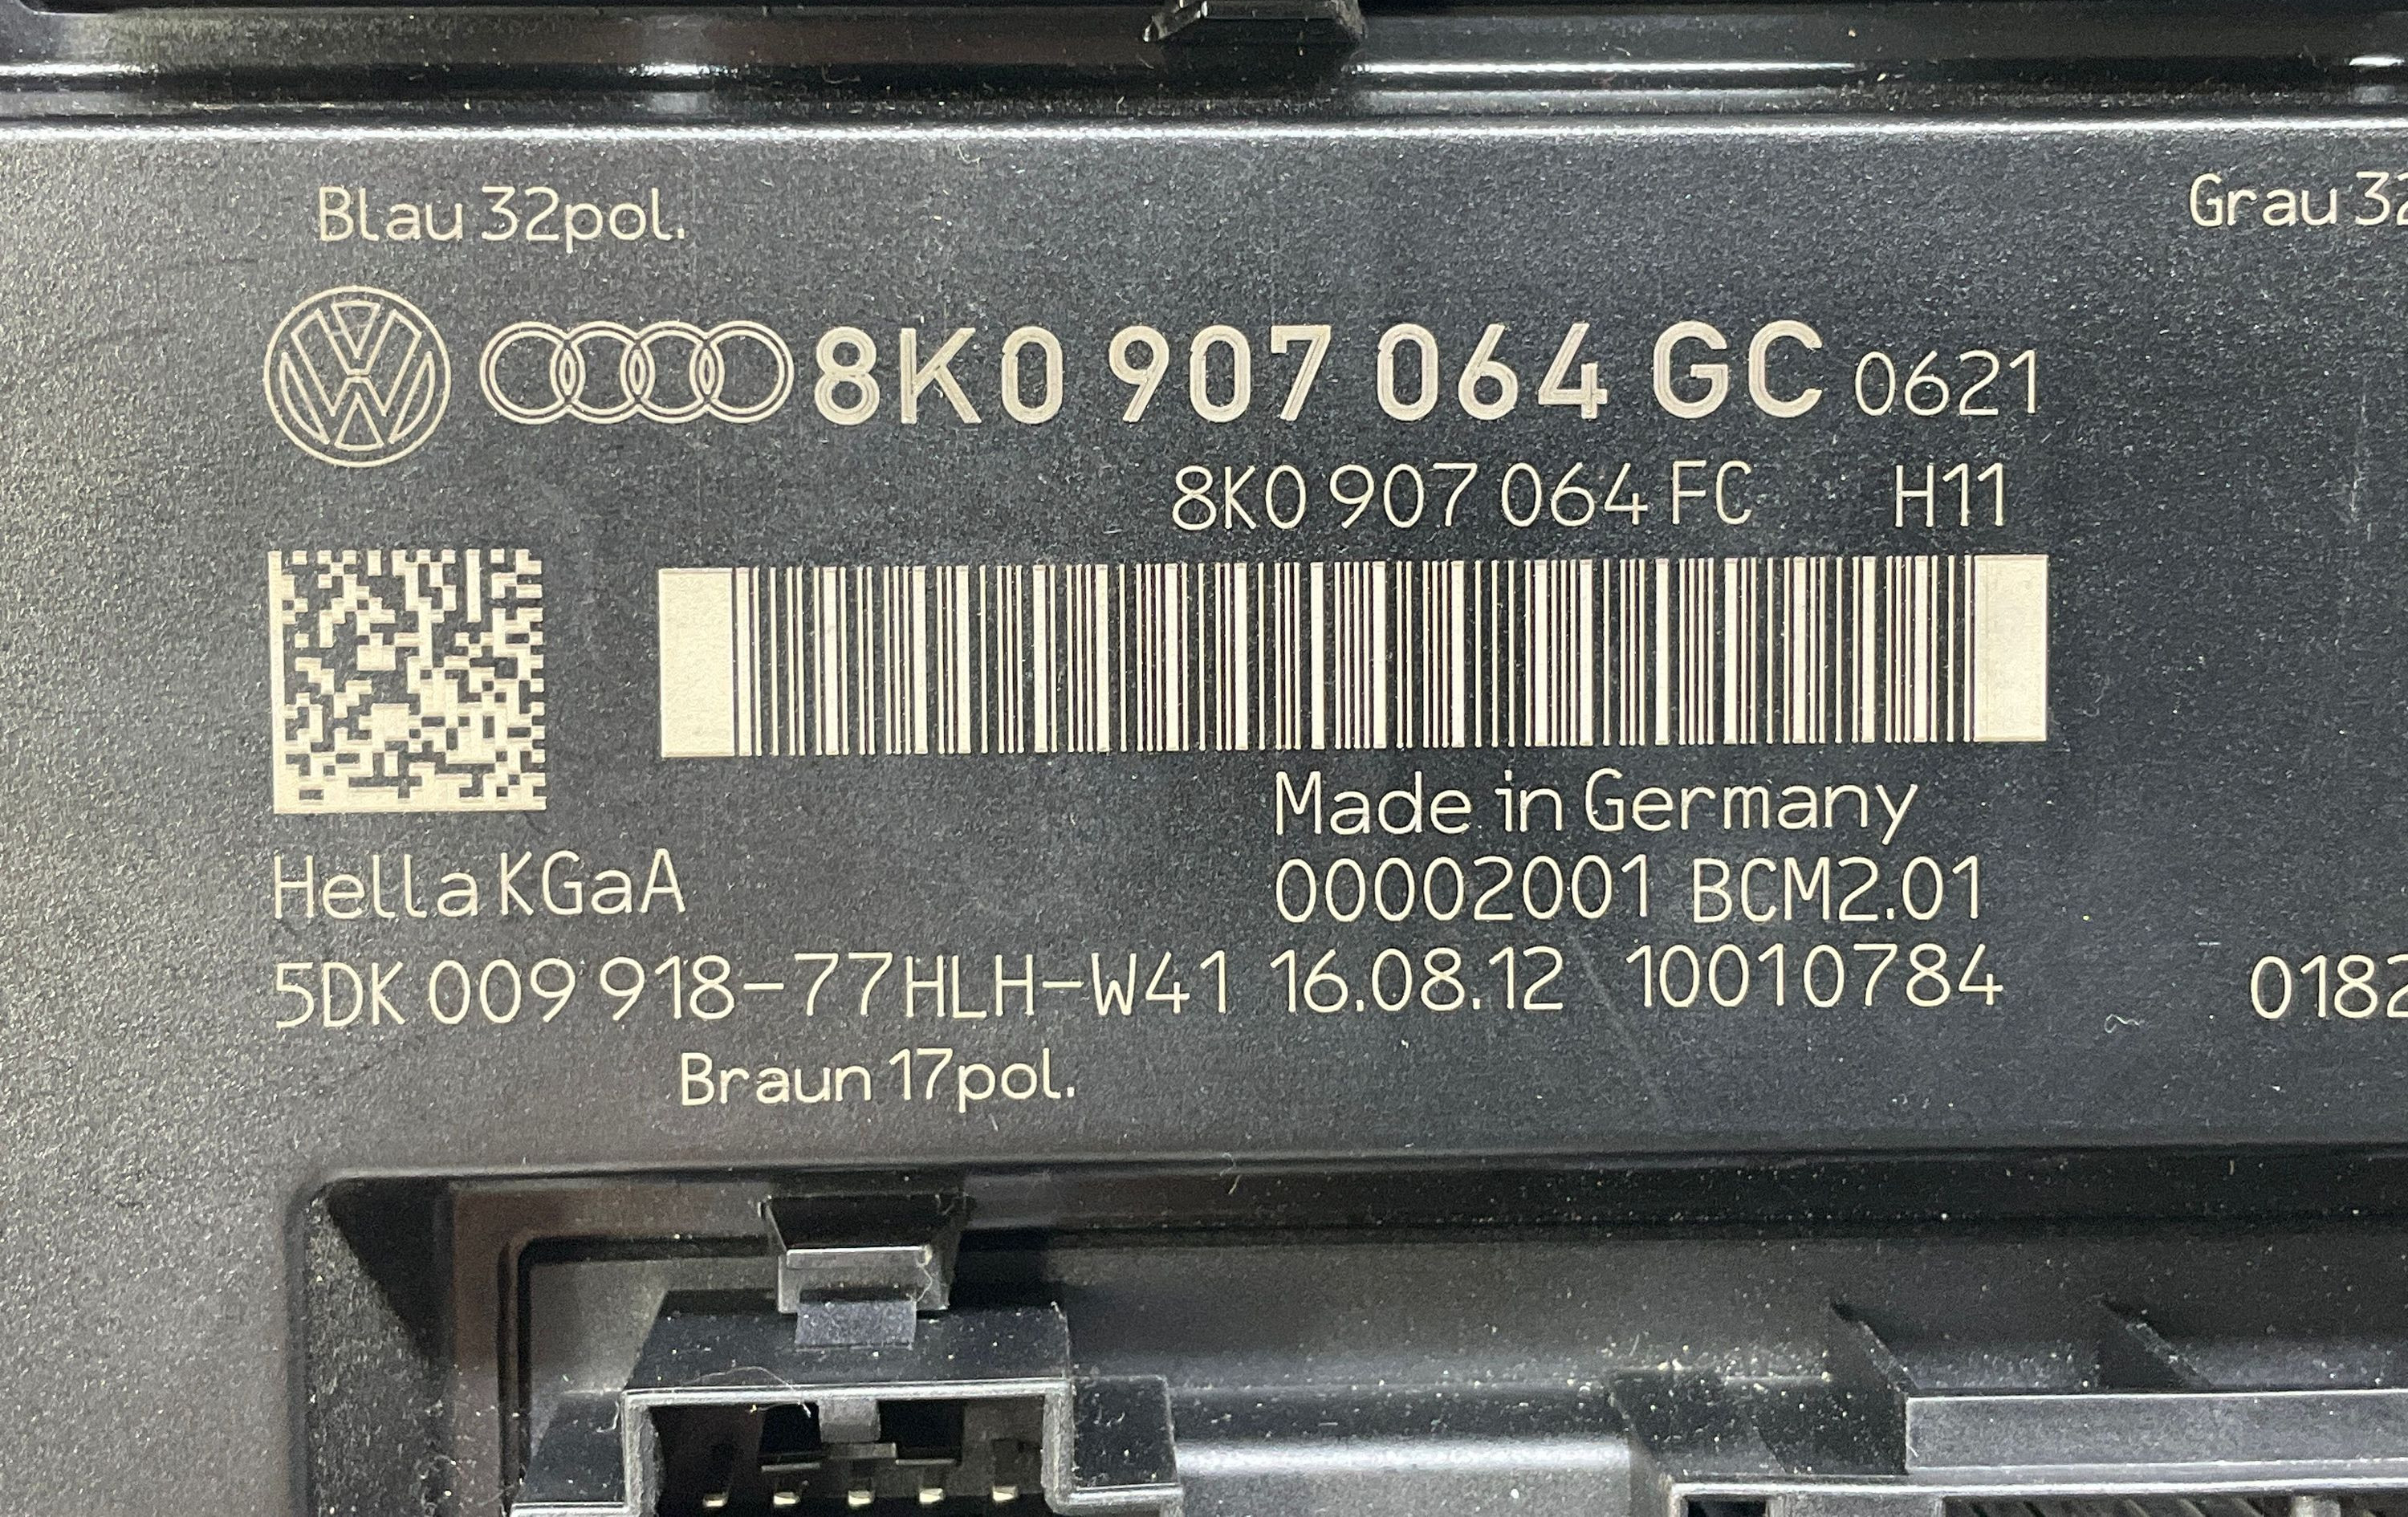 Blau 32pol.
Grau 32
8K0 907 064 GC 0621
8K0 907 064 FC H11
Made in Germany
Hella KGaA
00002001 BCM2.01
5DK 009 918-77HLH-W41 16.08.12 10010784
0182
Braun 17pol.